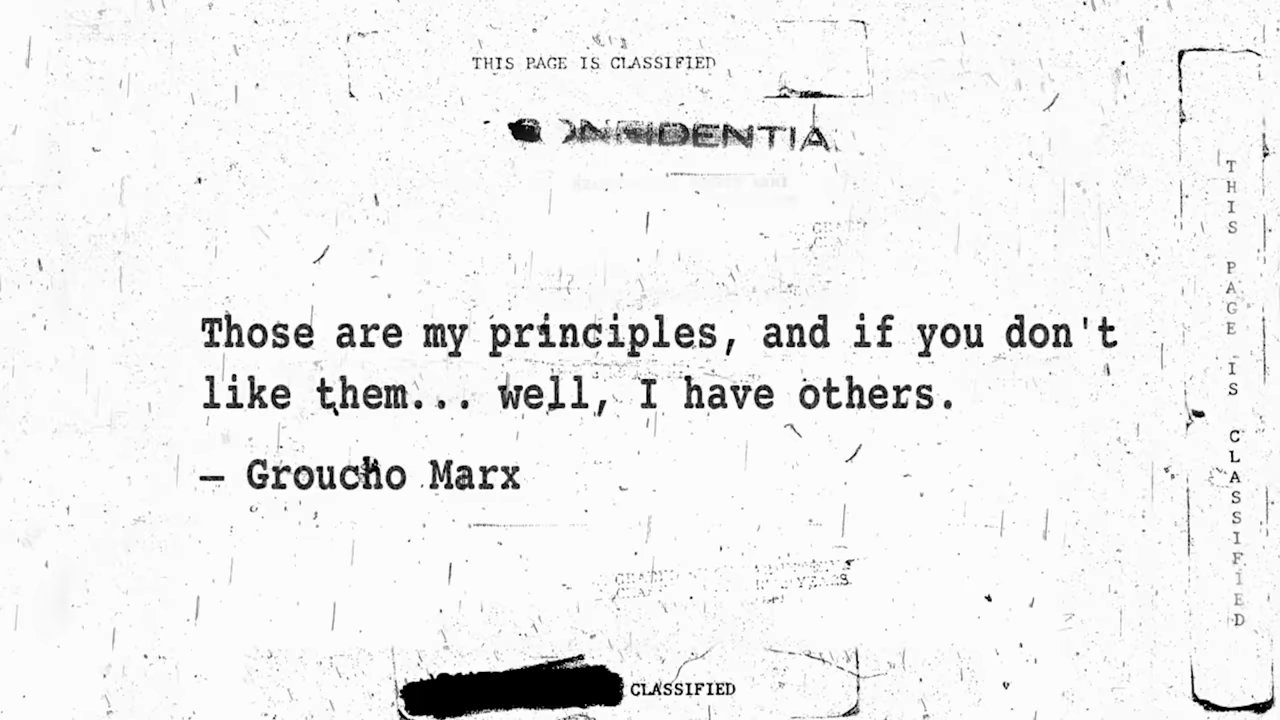 THIS PAGE IS CLASSIFIED
Those are my principles, and if you don't
like them... well, I have others.
– Groucho Marx
CLASSIFIED
THIS PAGE IS CLASSIFIED